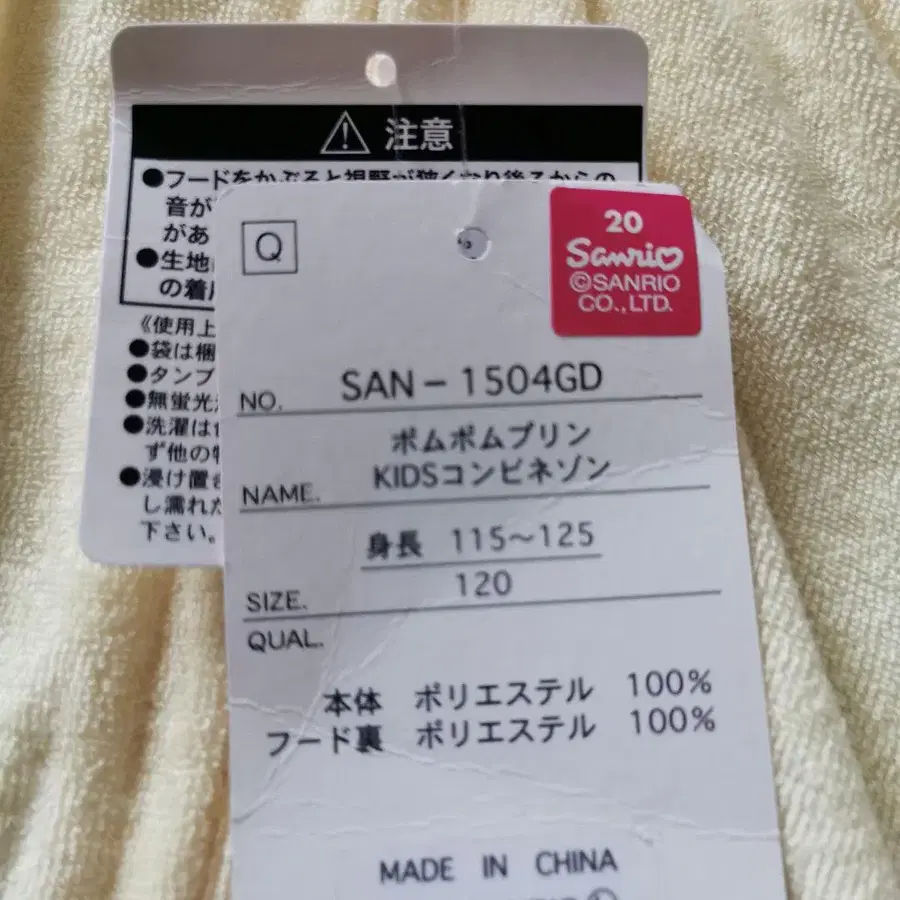 注意
●フードをかぶると視野が狭くなり後ろからの
音が
があ
●生地
の着用
《使用上
●袋は梱
●タンブ
●無蛍光
●洗濯は
ず他の
●浸け置き
し濡れた
下さい。
Q
20
Sanrio
©SANRIO
CO.,LTD.
NO. SAN-1504GD
ポムポムプリン
NAME. KIDSコンビネゾン
身長 115～125
SIZE. 120
QUAL.
本体 ポリエステル 100%
フード裏 ポリエステル 100%
MADE IN CHINA